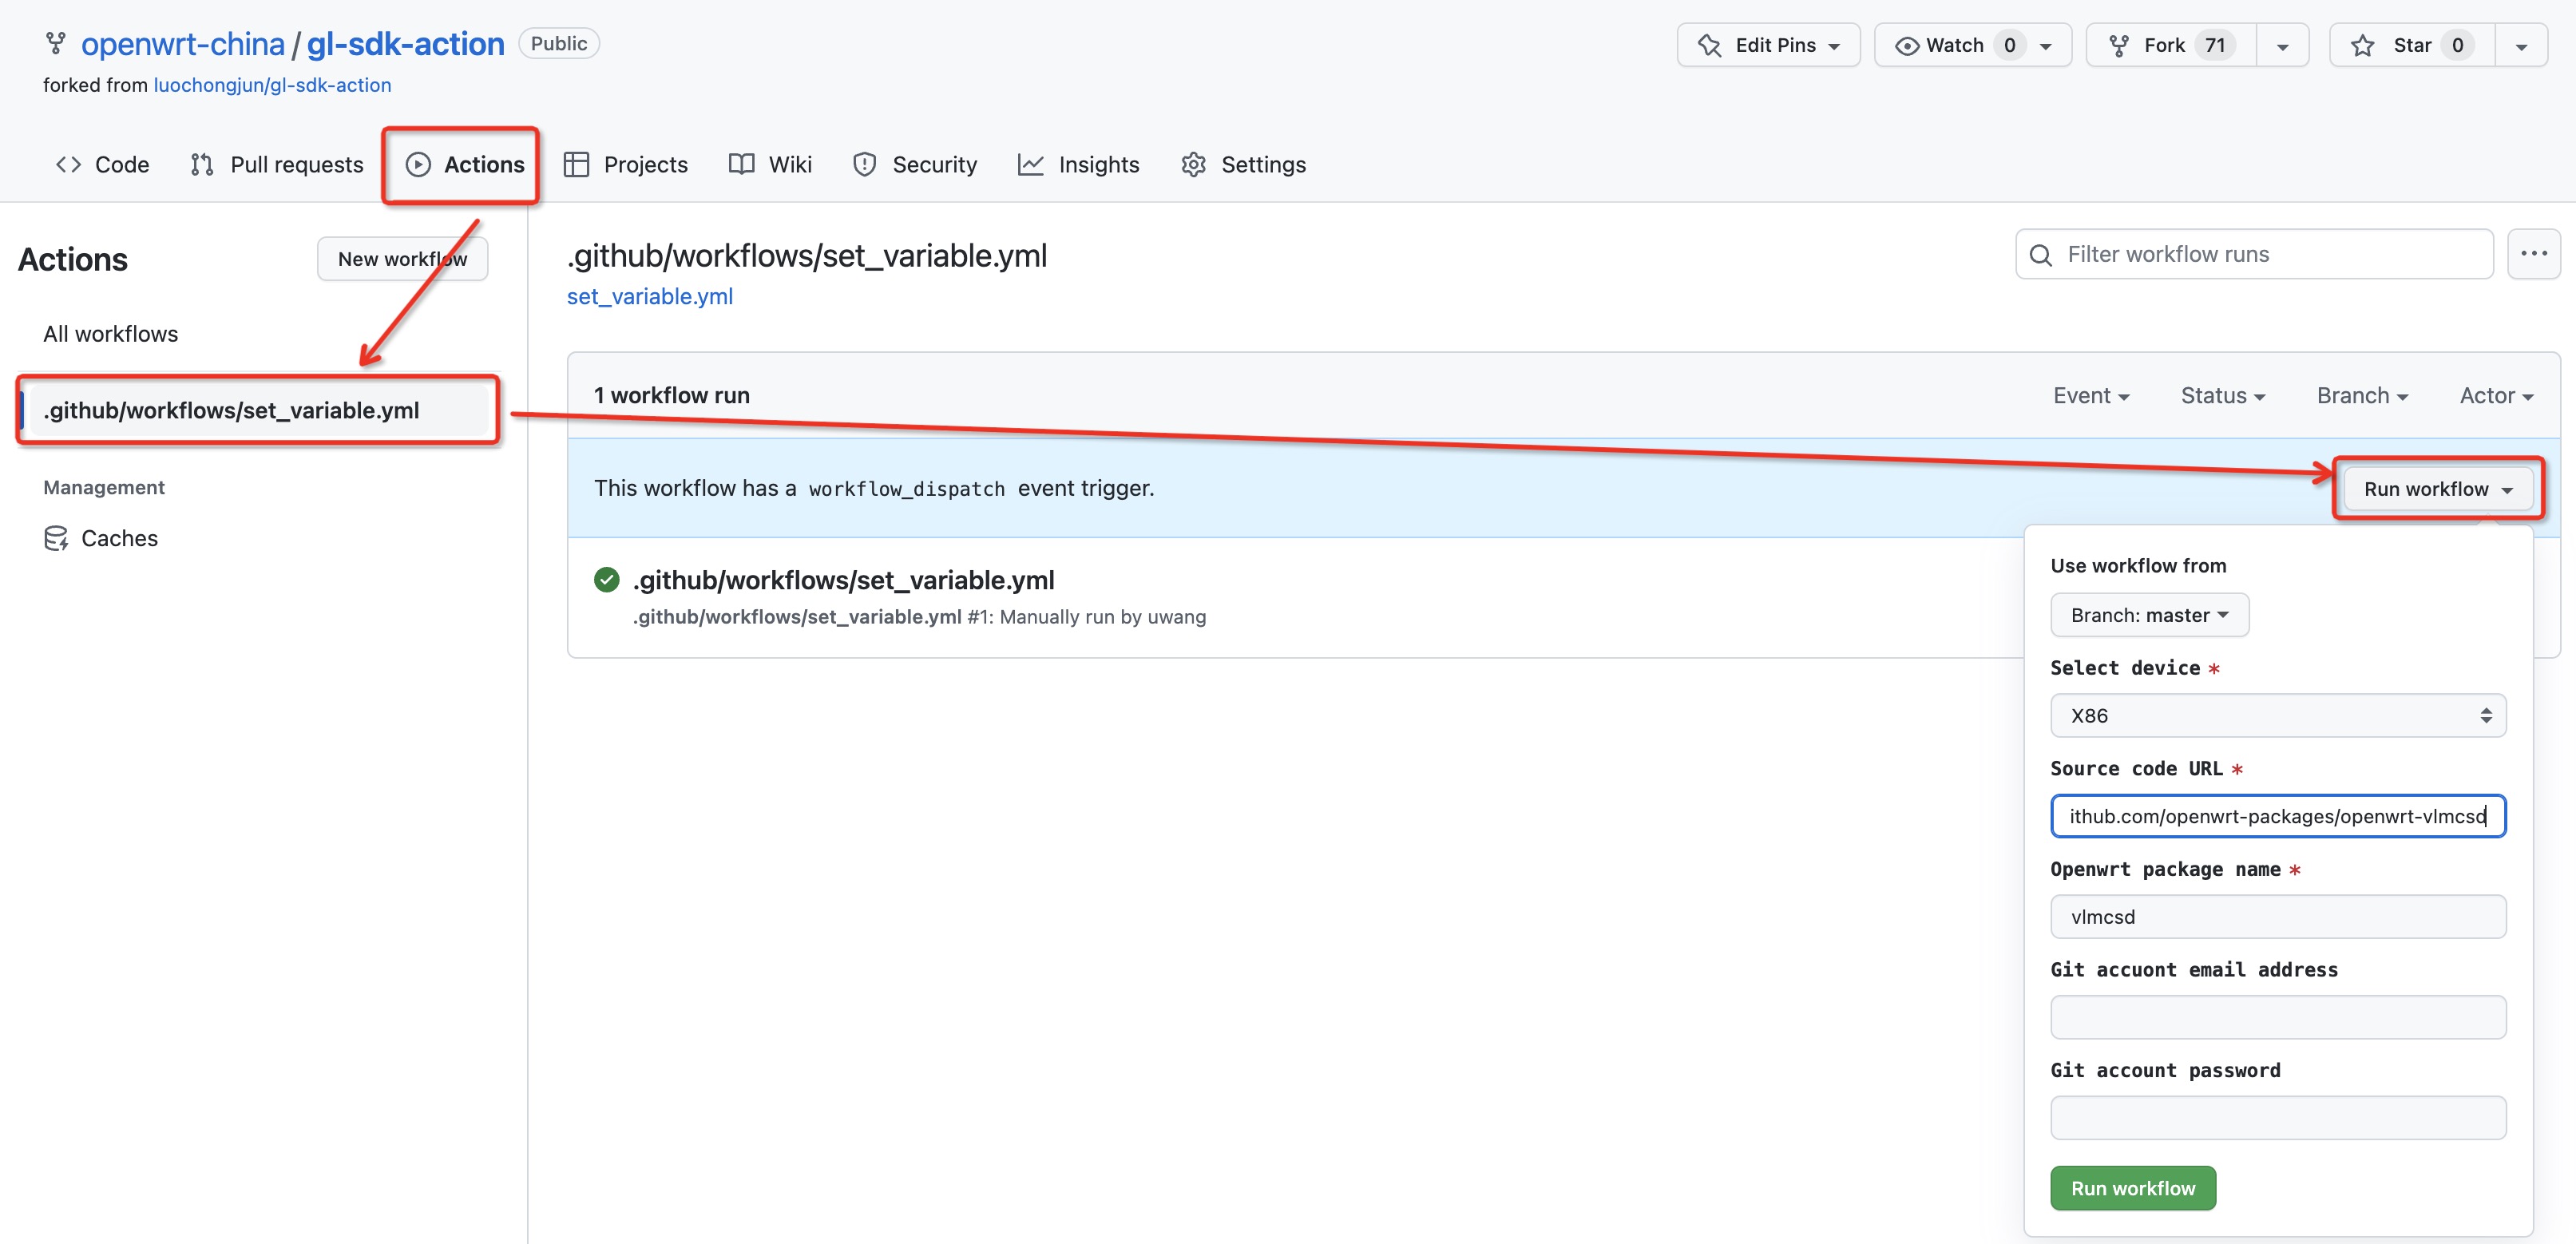 openwrt-china / gl-sdk-action Public
Edit Pins Watch 0 Fork 71 Star 0
forked from luochongjun/gl-sdk-action
Code Pull requests Actions Projects Wiki Security Insights Settings
Actions New workflow
All workflows
.github/workflows/set_variable.yml
Management
Caches
.github/workflows/set_variable.yml
set_variable.yml
Filter workflow runs
1 workflow run
Event Status Branch Actor
This workflow has a workflow_dispatch event trigger.
Run workflow
.github/workflows/set_variable.yml
.github/workflows/set_variable.yml #1: Manually run by uwang
Use workflow from
Branch: master
Select device *
X86
Source code URL *
ithub.com/openwrt-packages/openwrt-vlmcsd
Openwrt package name *
vlmcsd
Git accuont email address
Git account password
Run workflow